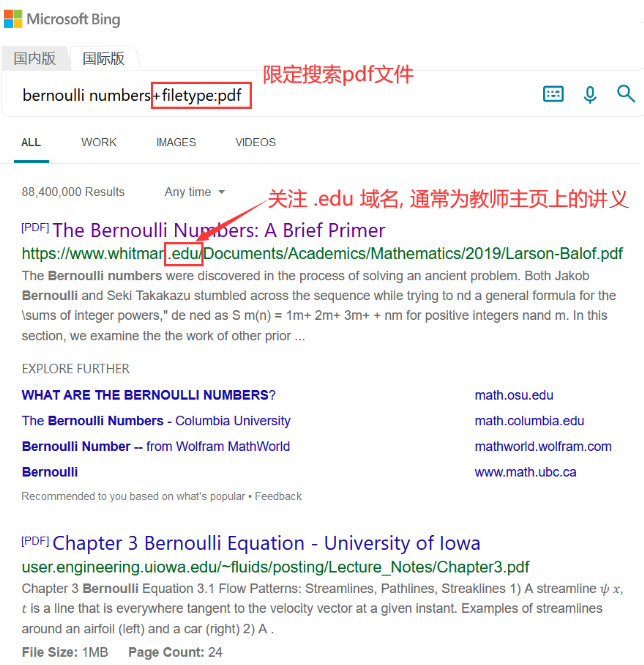 Microsoft Bing
国内版 国际版
限定搜索pdf文件
bernoulli numbers+filetype:pdf
ALL WORK IMAGES VIDEOS
88,400,000 Results Any time
关注 .edu 域名, 通常为教师主页上的讲义
[PDF] The Bernoulli Numbers: A Brief Primer
https://www.whitman.edu/Documents/Academics/Mathematics/2019/Larson-Balof.pdf
The Bernoulli numbers were discovered in the process of solving an ancient problem. Both Jakob
Bernoulli and Seki Takakazu stumbled across the sequence while trying to nd a general formula for the
\sums of integer powers," de ned as S m(n) = 1m+ 2m+ 3m+ + nm for positive integers nand m. In this
section, we examine the the work of other prior ...
EXPLORE FURTHER
WHAT ARE THE BERNOULLI NUMBERS? math.osu.edu
The Bernoulli Numbers - Columbia University math.columbia.edu
Bernoulli Number -- from Wolfram MathWorld mathworld.wolfram.com
Bernoulli www.math.ubc.ca
Recommended to you based on what's popular • Feedback
[PDF] Chapter 3 Bernoulli Equation - University of Iowa
user.engineering.uiowa.edu/~fluids/posting/Lecture_Notes/Chapter3.pdf
Chapter 3 Bernoulli Equation 3.1 Flow Patterns: Streamlines, Pathlines, Streaklines 1) A streamline 𝜓 𝑥,
𝑡 is a line that is everywhere tangent to the velocity vector at a given instant. Examples of streamlines
around an airfoil (left) and a car (right) 2) A .
File Size: 1MB Page Count: 24